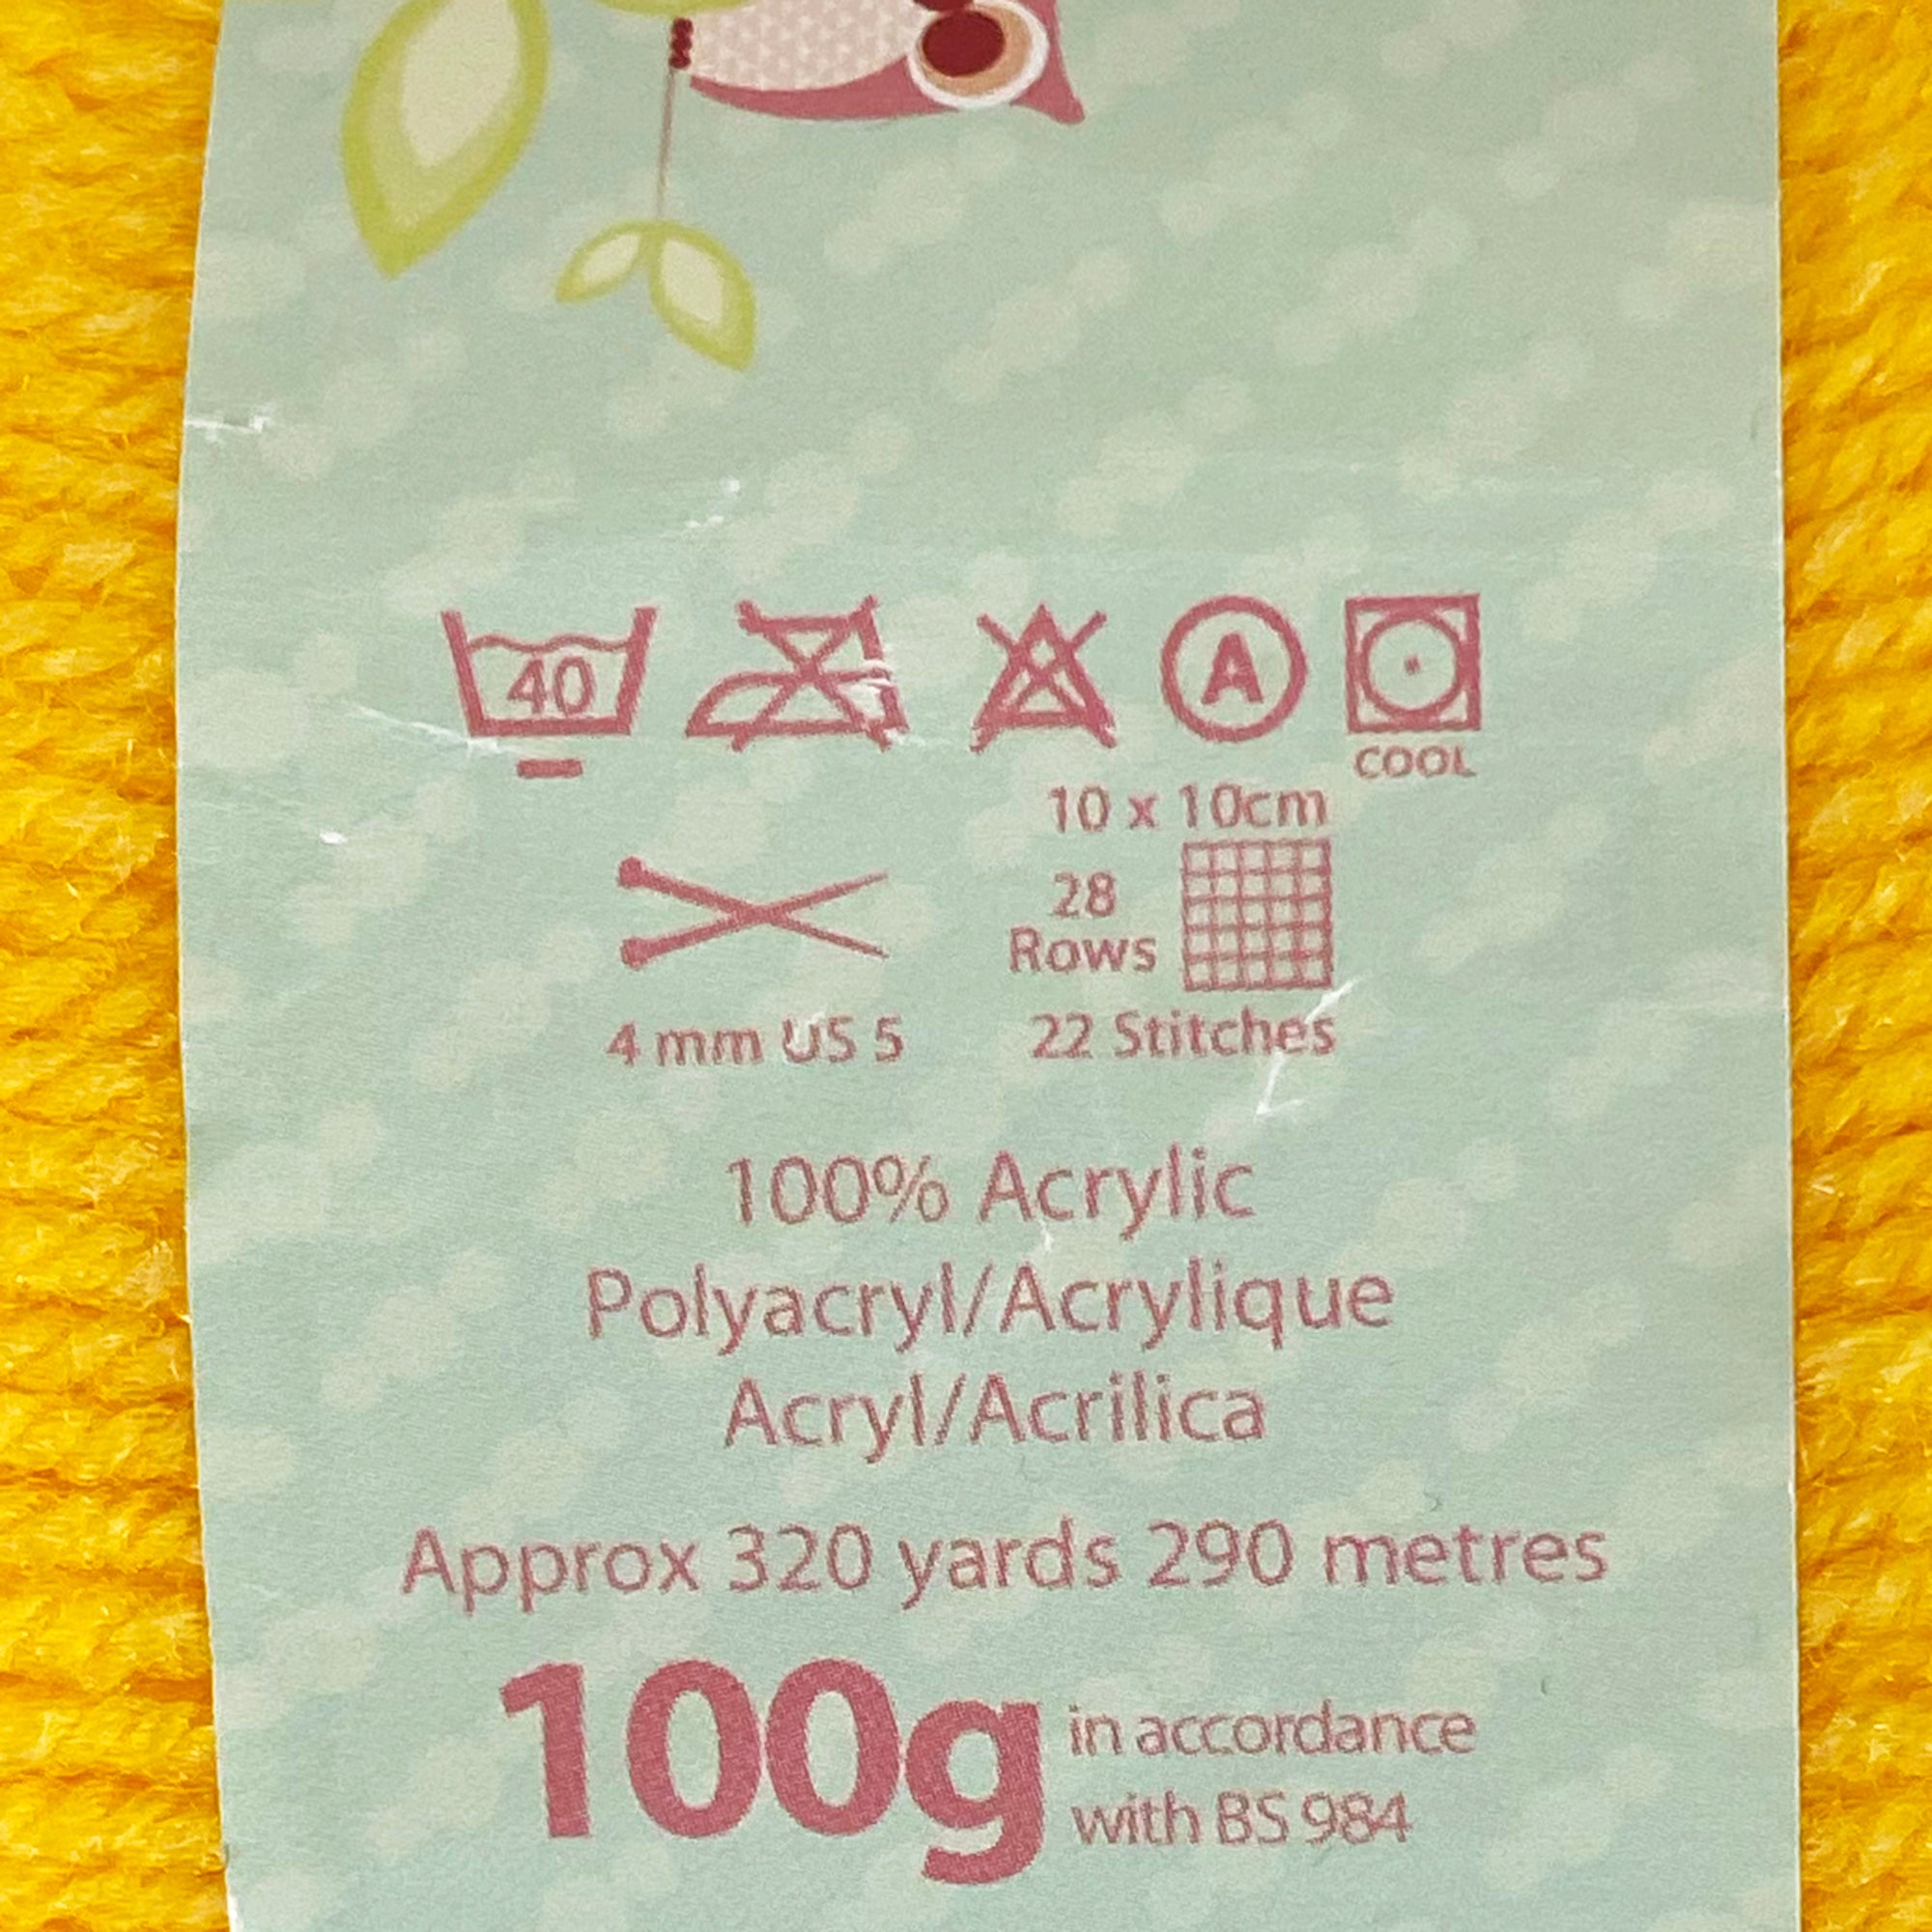 40
A
COOL
10 x 10cm
28
Rows
4 mm US 5
22 Stitches
100% Acrylic
Polyacryl/Acrylique
Acryl/Acrilica
Approx 320 yards 290 metres
100g
in accordance
with BS 984